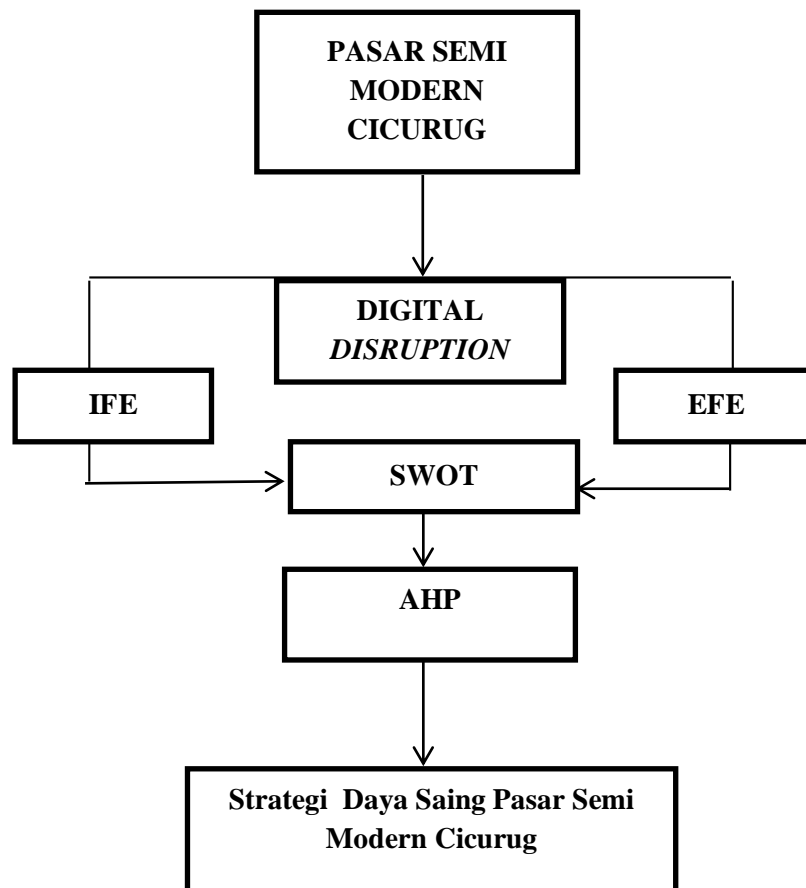 PASAR SEMI
MODERN
CICURUG
DIGITAL
DISRUPTION
IFE
EFE
SWOT
AHP
Strategi Daya Saing Pasar Semi
Modern Cicurug